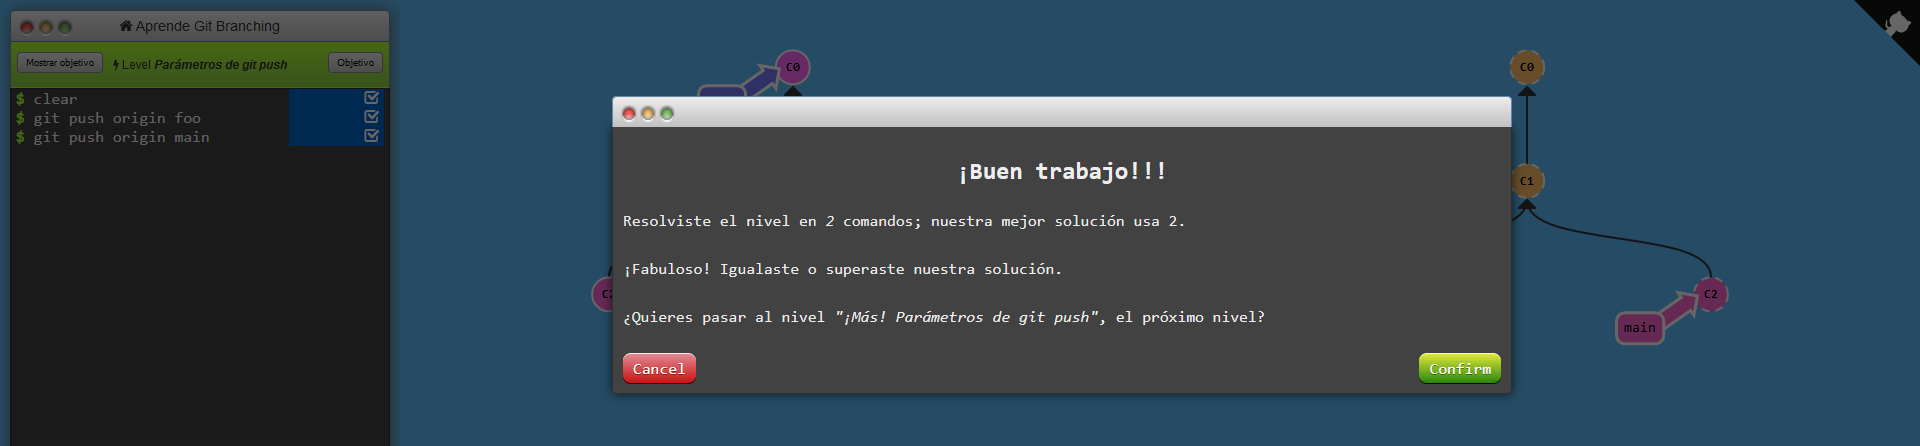 Aprende Git Branching
Mostrar objetivo
Level Parámetros de git push
Objetivo
$ clear
$ git push origin foo
$ git push origin main
C0
¡Buen trabajo!!!
Resolviste el nivel en 2 comandos; nuestra mejor solución usa 2.
¡Fabuloso! Igualaste o superaste nuestra solución.
¿Quieres pasar al nivel "¡Más! Parámetros de git push", el próximo nivel?
Cancel
Confirm
C0
C1
C2
main